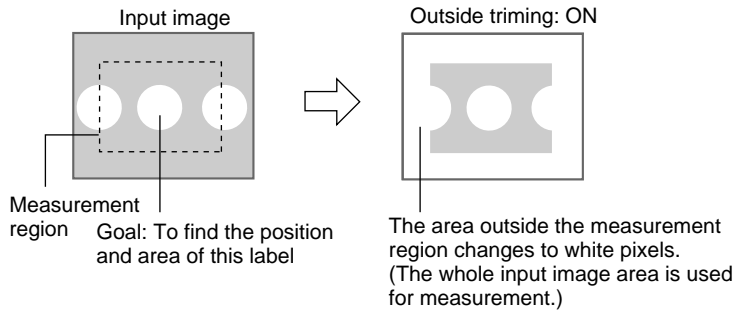 Input image
Outside triming: ON
Measurement
region
Goal: To find the position
and area of this label
The area outside the measurement
region changes to white pixels.
(The whole input image area is used
for measurement.)